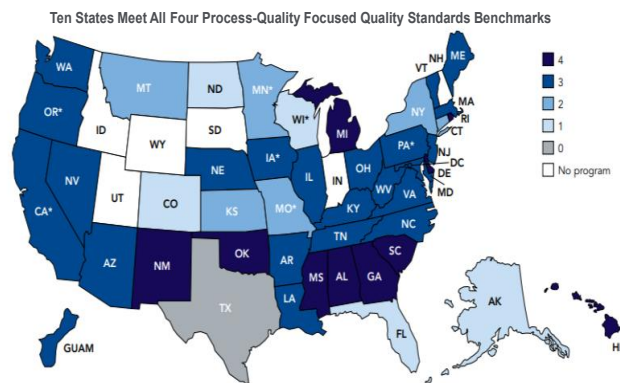 Ten States Meet All Four Process-Quality Focused Quality Standards Benchmarks
WA
OR*
CA*
NV
ID
MT
WY
UT
AZ
CO
NM
ND
SD
NE
KS
OK
TX
MN*
IA*
MO*
AR
LA
WI*
IL
MI
IN
OH
KY
TN
MS
AL
GA
FL
SC
NC
VA
WV
PA*
NY
VT
NH
ME
MA
RI
CT
NJ
DC
DE
MD
AK
H
GUAM
4
3
2
1
0
No program